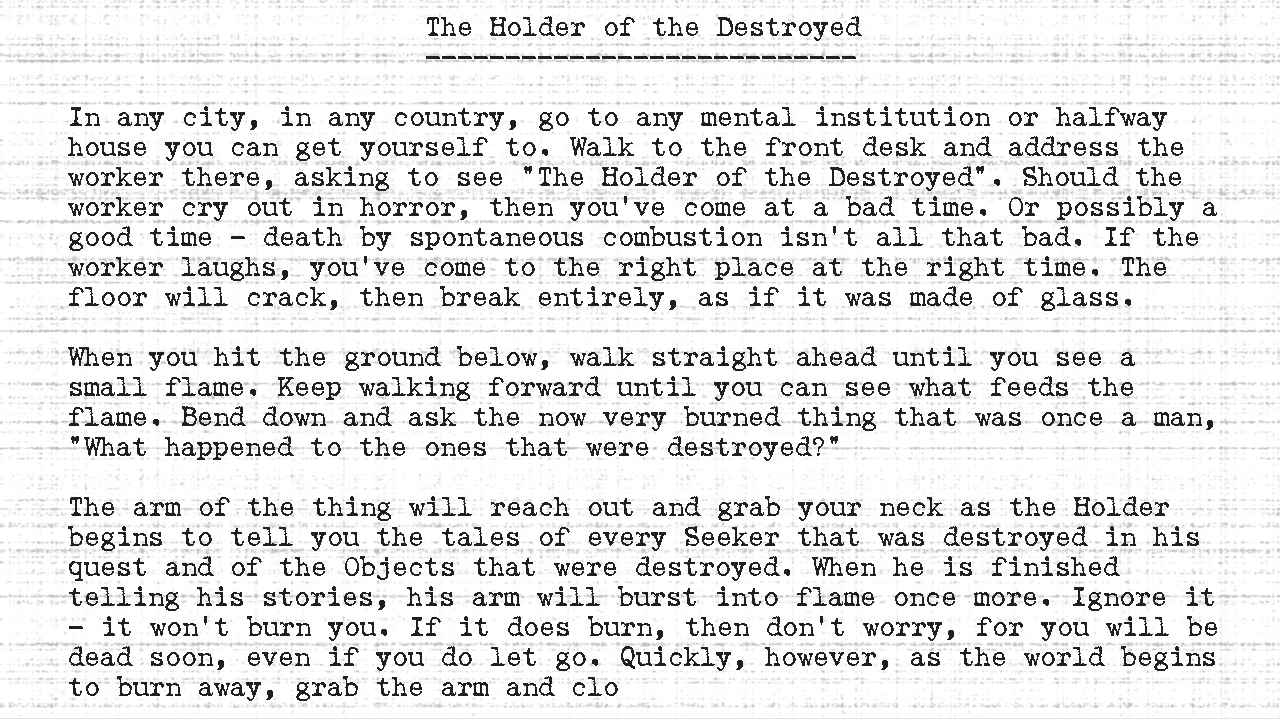 The Holder of the Destroyed
---------------------------
In any city, in any country, go to any mental institution or halfway
house you can get yourself to. Walk to the front desk and address the
worker there, asking to see "The Holder of the Destroyed". Should the
worker cry out in horror, then you've come at a bad time. Or possibly a
good time - death by spontaneous combustion isn't all that bad. If the
worker laughs, you've come to the right place at the right time. The
floor will crack, then break entirely, as if it was made of glass.
When you hit the ground below, walk straight ahead until you see a
small flame. Keep walking forward until you can see what feeds the
flame. Bend down and ask the now very burned thing that was once a man,
"What happened to the ones that were destroyed?"
The arm of the thing will reach out and grab your neck as the Holder
begins to tell you the tales of every Seeker that was destroyed in his
quest and of the Objects that were destroyed. When he is finished
telling his stories, his arm will burst into flame once more. Ignore it
- it won't burn you. If it does burn, then don't worry, for you will be
dead soon, even if you do let go. Quickly, however, as the world begins
to burn away, grab the arm and clo